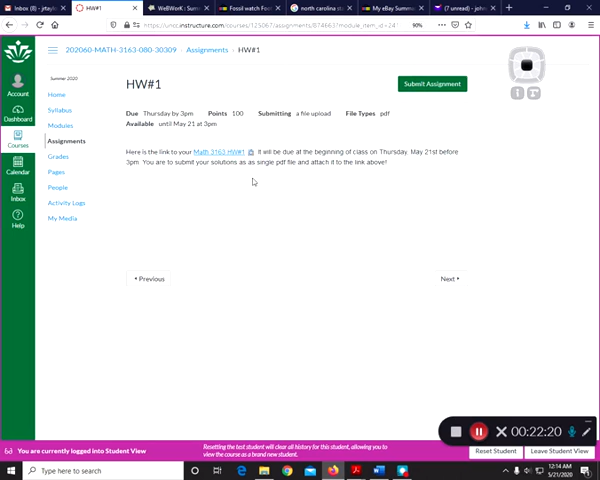 Inbox (8) - jrtaylo
HW#1
WeBWorK : Summ
Fossil watch Foo
north carolina sta
My eBay Summa
(7 unread) - john
https://uncc.instructure.com/courses/125067/assignments/874663?module_item_id=24
90%
202060-MATH-3163-080-30309 > Assignments > HW#1
Account
Dashboard
Courses
Calendar
Inbox
Help
Summer 2020
Home
Syllabus
Modules
Assignments
Grades
Pages
People
Activity Logs
My Media
HW#1
Submit Assignment
Due Thursday by 3pm Points 100 Submitting a file upload File Types pdf
Available until May 21 at 3pm
Here is the link to your Math 3163 HW#1 It will be due at the beginning of class on Thursday, May 21st before
3pm You are to submit your solutions as as single pdf file and attach it to the link above!
Previous
Next
00:22:20
You are currently logged into Student View
Resetting the test student will clear all history for this student, allowing you to
view the course as a brand new student.
Reset Student
Leave Student View
Type here to search
12:14 AM
5/21/2020